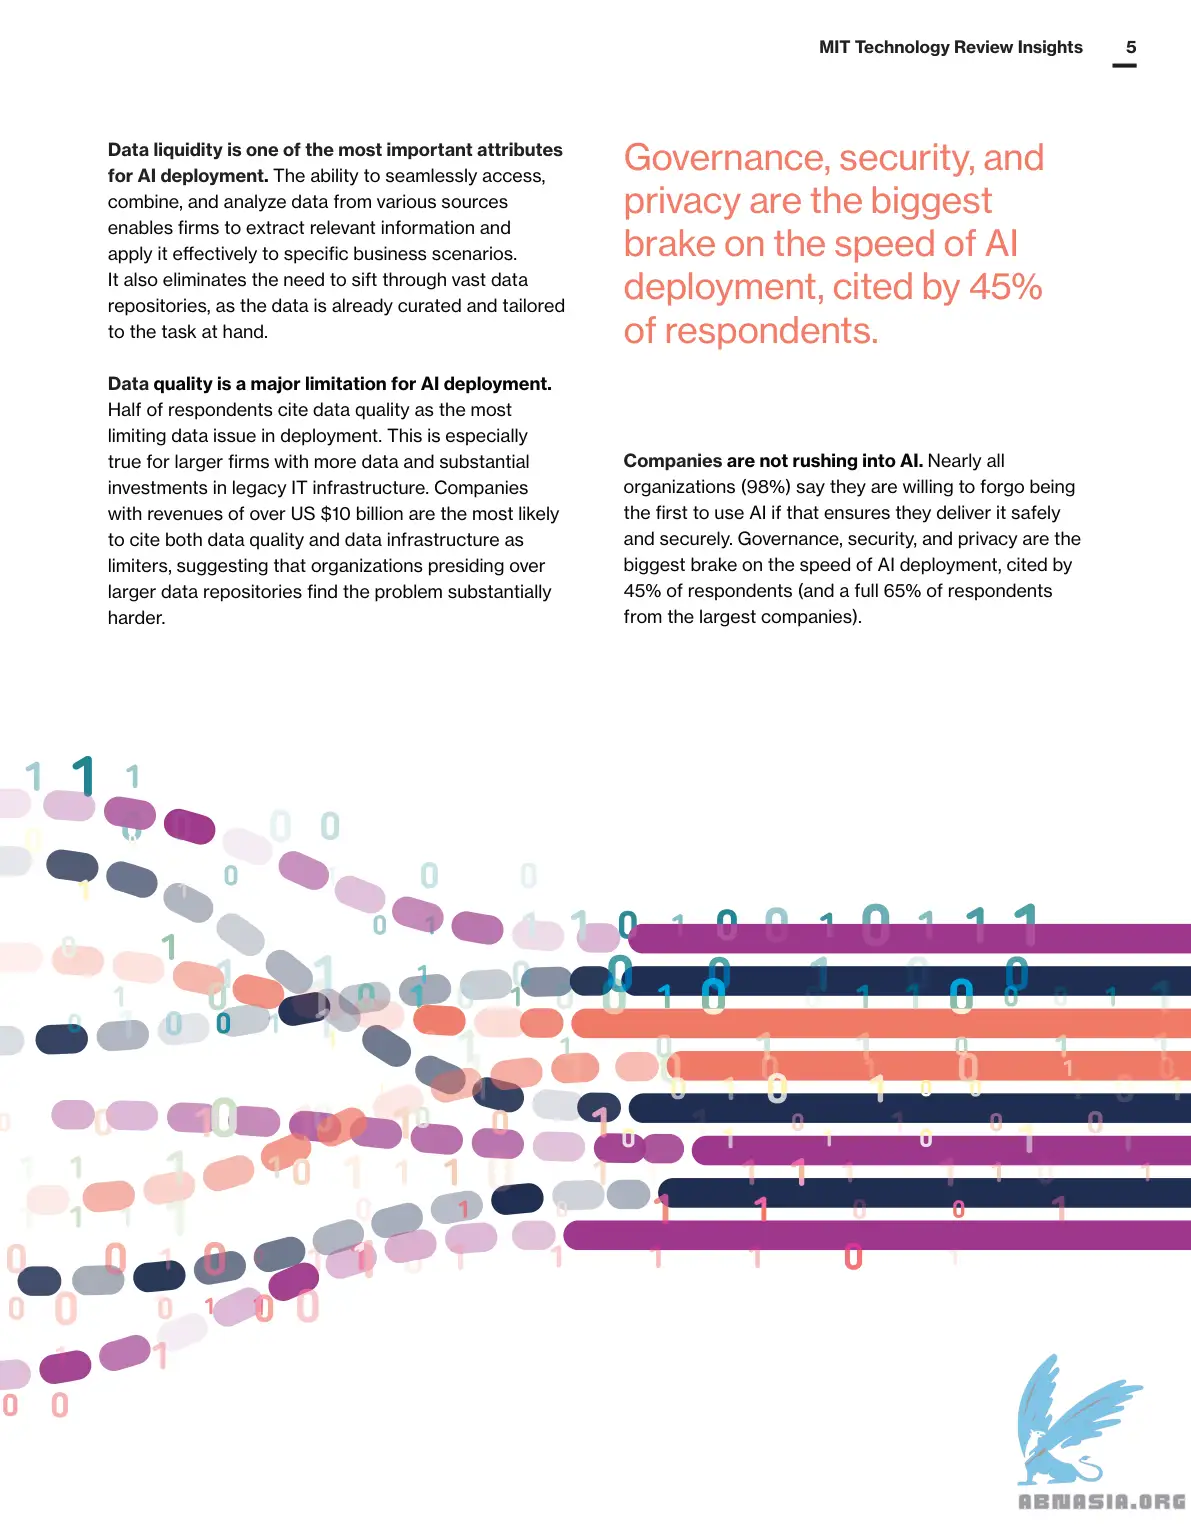 MIT Technology Review Insights 5
Data liquidity is one of the most important attributes
for AI deployment. The ability to seamlessly access,
combine, and analyze data from various sources
enables firms to extract relevant information and
apply it effectively to specific business scenarios.
It also eliminates the need to sift through vast data
repositories, as the data is already curated and tailored
to the task at hand.
Data quality is a major limitation for AI deployment.
Half of respondents cite data quality as the most
limiting data issue in deployment. This is especially
true for larger firms with more data and substantial
investments in legacy IT infrastructure. Companies
with revenues of over US $10 billion are the most likely
to cite both data quality and data infrastructure as
limiters, suggesting that organizations presiding over
larger data repositories find the problem substantially
harder.
Governance, security, and
privacy are the biggest
brake on the speed of AI
deployment, cited by 45%
of respondents.
Companies are not rushing into AI. Nearly all
organizations (98%) say they are willing to forgo being
the first to use AI if that ensures they deliver it safely
and securely. Governance, security, and privacy are the
biggest brake on the speed of AI deployment, cited by
45% of respondents (and a full 65% of respondents
from the largest companies).
ABNASIA.ORG